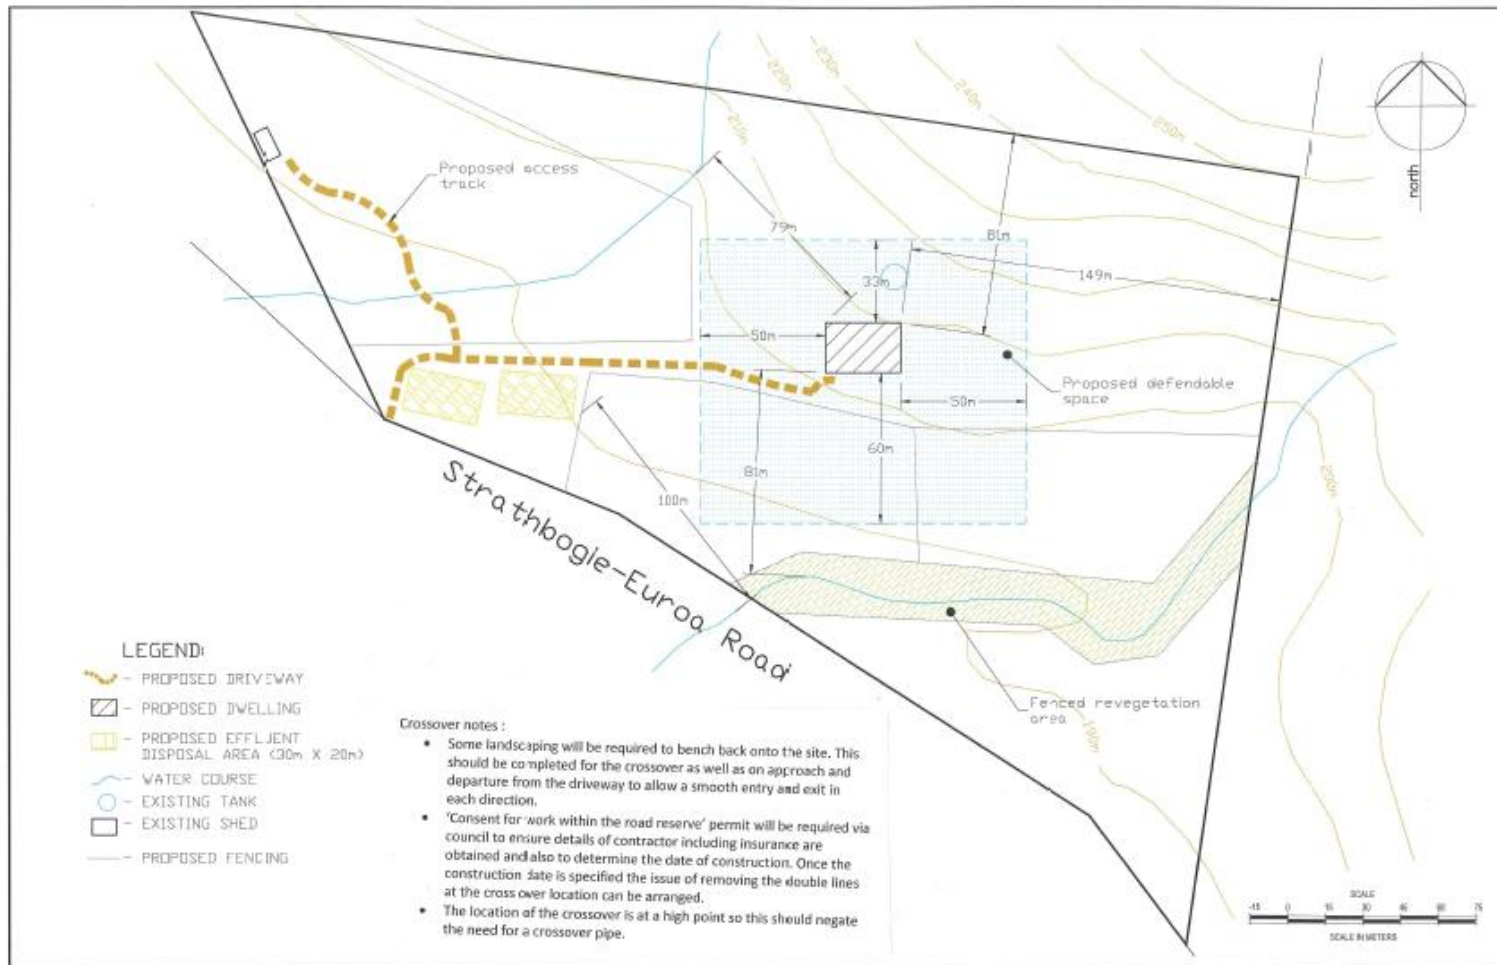 220m
230m
240m
250m
210m
north
Proposed access
track
79m
81m
33m
149m
50m
Proposed defendable
space
50m
60m
81m
100m
200m
Strathbogie-Euroa Road
Fenced revegetation
area
190m
LEGEND:
- PROPOSED DRIVEWAY
- PROPOSED DWELLING
- PROPOSED EFFLUENT
DISPOSAL AREA (30m X 20m)
- WATER COURSE
- EXISTING TANK
- EXISTING SHED
- PROPOSED FENCING
Crossover notes :
• Some landscaping will be required to bench back onto the site. This
should be completed for the crossover as well as on approach and
departure from the driveway to allow a smooth entry and exit in
each direction.
• 'Consent for work within the road reserve' permit will be required via
council to ensure details of contractor including insurance are
obtained and also to determine the date of construction. Once the
construction date is specified the issue of removing the double lines
at the cross over location can be arranged.
• The location of the crossover is at a high point so this should negate
the need for a crossover pipe.
SCALE
-15 0 15 30 45 60 75
SCALE IN METERS